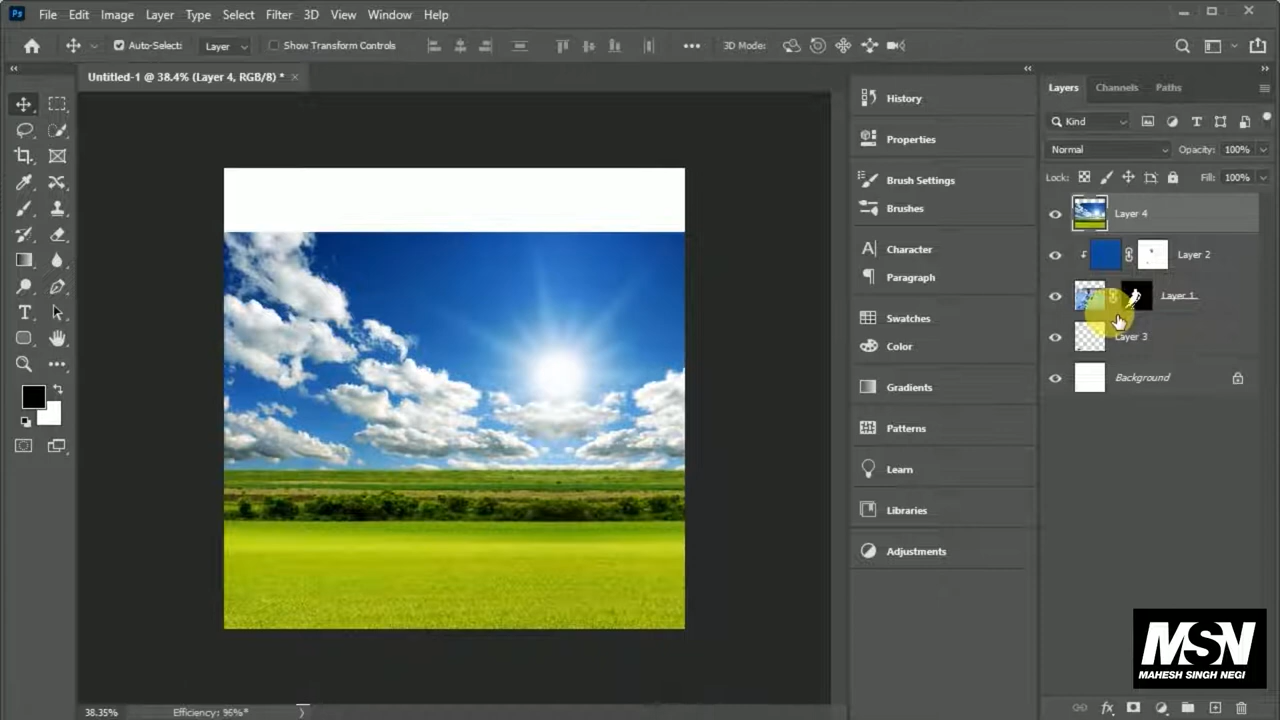 Ps File Edit Image Layer Type Select Filter 3D View Window Help
Auto-Select: Layer Show Transform Controls 3D Mode:
Untitled-1 @ 38.4% (Layer 4, RGB/8) *
History
Properties
Brush Settings
Brushes
Character
Paragraph
Swatches
Color
Gradients
Patterns
Learn
Libraries
Adjustments
Layers Channels Paths
Kind
Normal Opacity: 100%
Lock: Fill: 100%
Layer 4
Layer 2
Layer 1
Layer 3
Background
MSN
MAHESH SINGH NEGI
38.35% Efficiency: 95%*